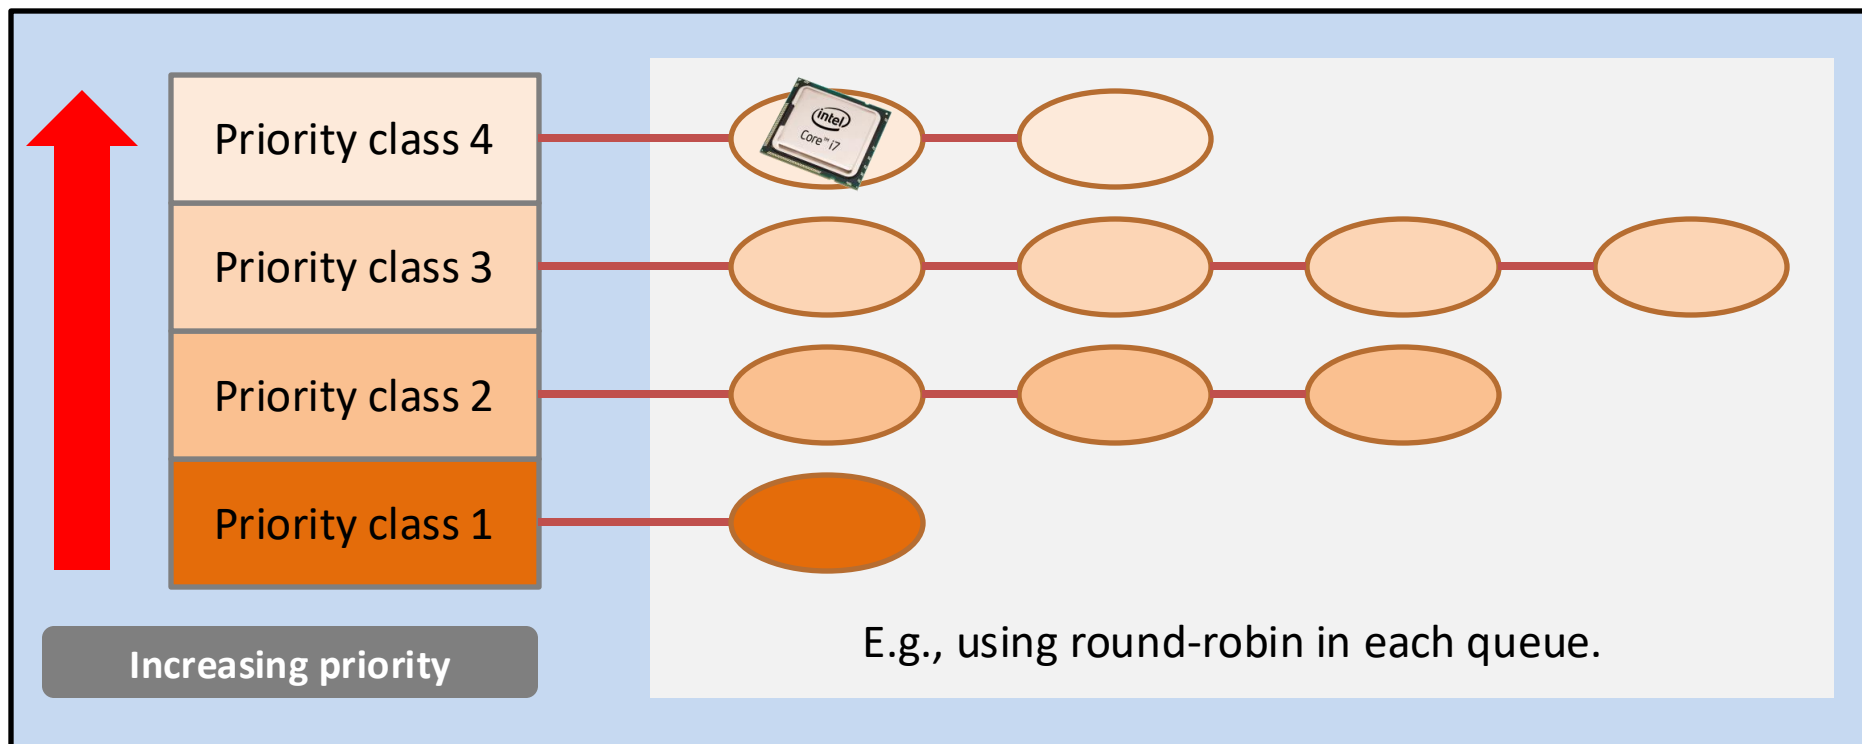 Priority class 4
intel
Core™ i7
Priority class 3
Priority class 2
Priority class 1
Increasing priority
E.g., using round-robin in each queue.